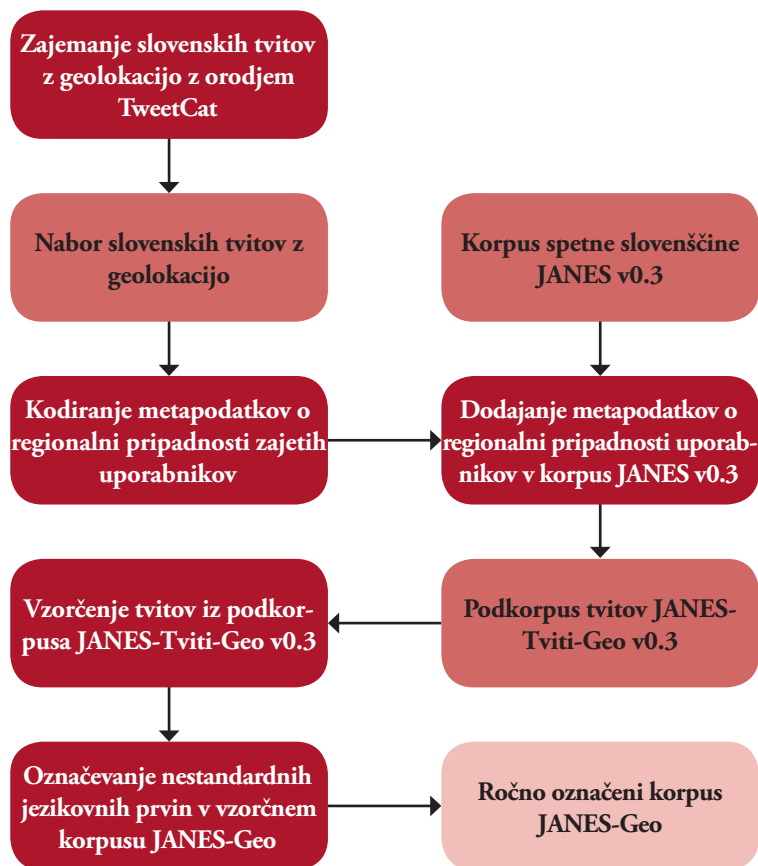 Zajemanje slovenskih tvitov
z geolokacijo z orodjem
TweetCat
Nabor slovenskih tvitov z
geolokacijo
Korpus spetne slovenščine
JANES v0.3
Kodiranje metapodatkov o
regionalni pripadnosti zajetih
uporabnikov
Dodajanje metapodatkov o
regionalni pripadnosti uporab-
nikov v korpus JANES v0.3
Vzorčenje tvitov iz podkor-
pusa JANES-Tviti-Geo v0.3
Podkorpus tvitov JANES-
Tviti-Geo v0.3
Označevanje nestandardnih
jezikovnih prvin v vzorčnem
korpusu JANES-Geo
Ročno označeni korpus
JANES-Geo